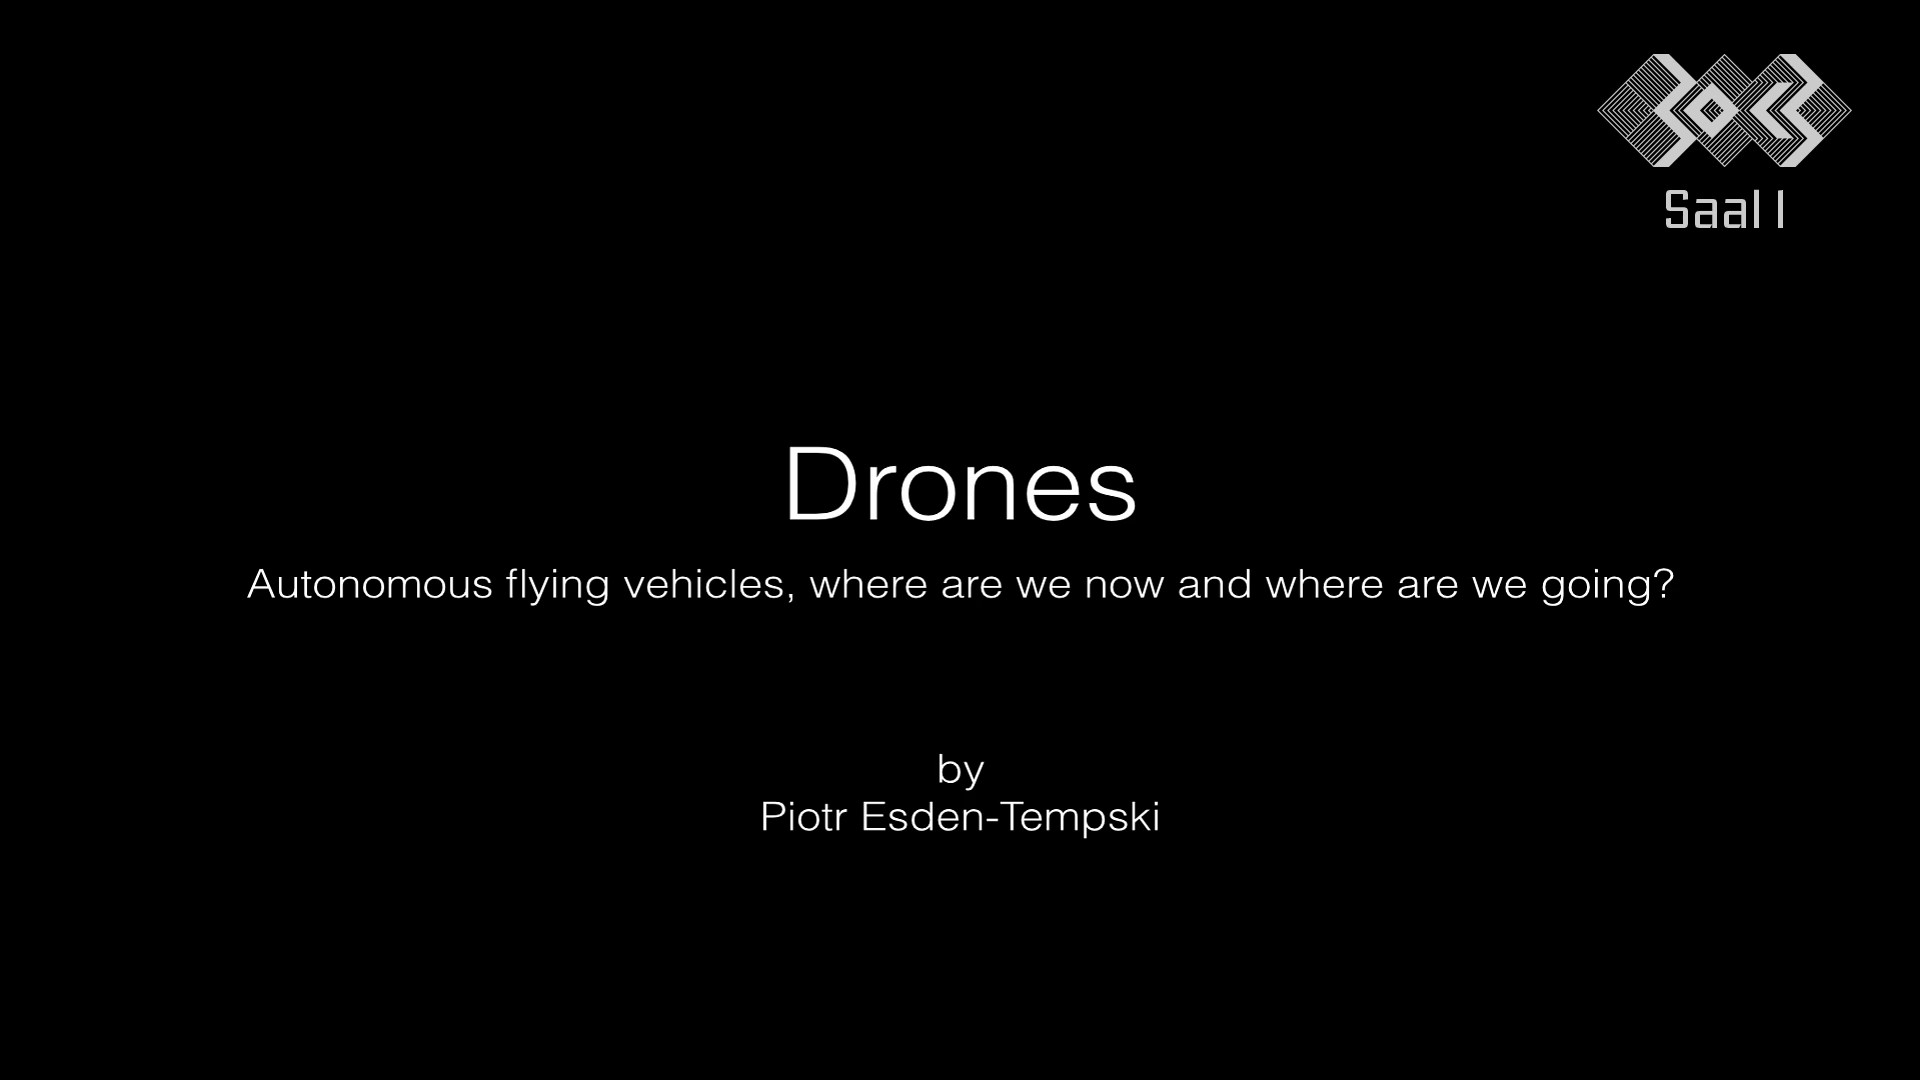 30C3
Saal 1
Drones
Autonomous flying vehicles, where are we now and where are we going?
by
Piotr Esden-Tempski